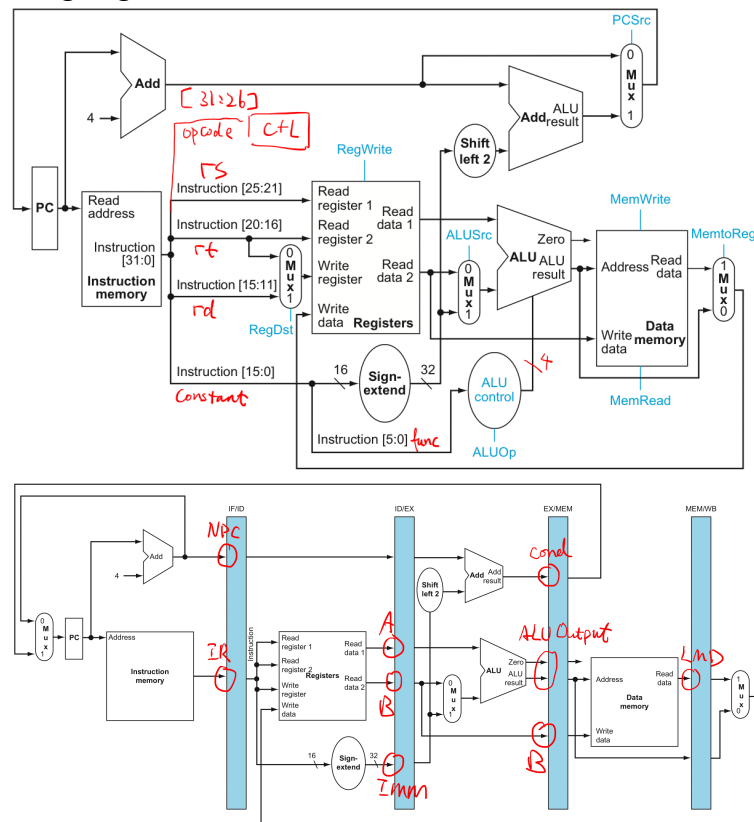 PCSrc
0
M
u
x
1
Add
ALU
Add result
4
[31:26]
opcode
C+L
Shift
left 2
rs
RegWrite
PC
Read
address
Instruction
[31:0]
Instruction
memory
Instruction [25:21]
Instruction [20:16]
rt
Instruction [15:11]
rd
0
M
u
x
1
RegDst
Read
register 1
Read
data 1
Read
register 2
Write
register
Read
data 2
Write
data
Registers
ALUSrc
0
M
u
x
1
Zero
ALU ALU
result
MemWrite
Address
Read
data
Write
data
Data
memory
MemRead
MemtoReg
1
M
u
x
0
Instruction [15:0]
Constant
16
Sign-
extend
32
ALU
control
4
Instruction [5:0]
func
ALUOp
IF/ID
ID/EX
EX/MEM
MEM/WB
NPC
Add
4
0
M
u
x
1
PC
Address
Instruction
memory
IR
Instruction
Read
register 1
Read
data 1
Read
register 2
Registers
Write
register
Read
data 2
Write
data
A
B
16
Sign-
extend
32
Imm
Shift
left 2
Add Add
result
Cond
0
M
u
x
1
Zero
ALU ALU
result
ALU Output
B
Address
Read
data
Data
memory
Write
data
LMD
1
M
u
x
0